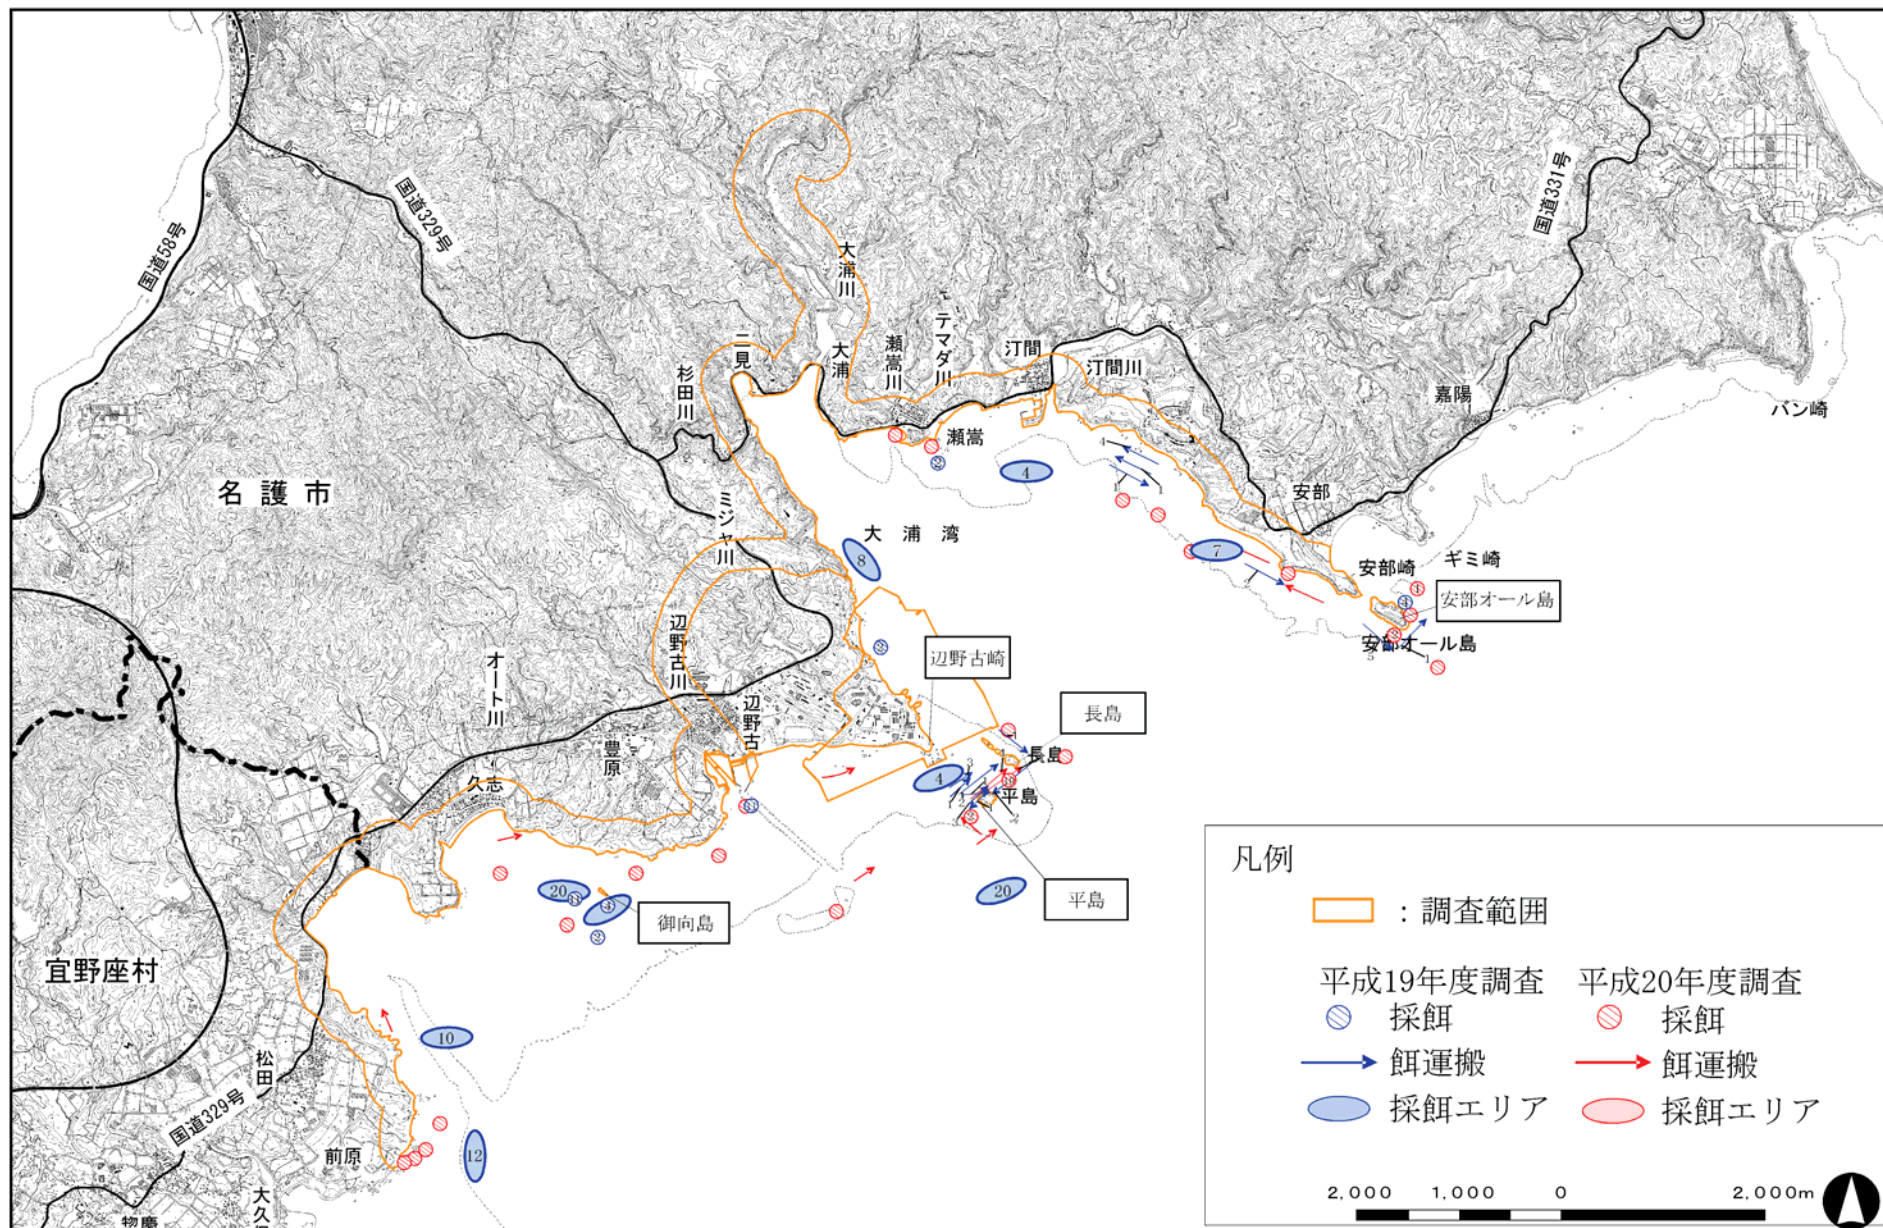 国道58号
国道329号
国道331号
大浦川
二見
大浦
瀬嵩川
テマダ川
汀間
汀間川
杉田川
瀬嵩
嘉陽
バン崎
名護市
ミジャ川
大浦湾
安部
安部崎
ギミ崎
安部オール島
安部オール島
4
7
8
4
1
1
辺野古川
辺野古崎
オートト川
豊原
辺野古
長島
長島
平島
平島
久志
4
20
20
御向島
宜野座村
10
12
松田
国道329号
前原
惣慶
凡例
:調査範囲
平成19年度調査 平成20年度調査
採餌 採餌
餌運搬 餌運搬
採餌エリア 採餌エリア
2,000 1,000 0 2,000m